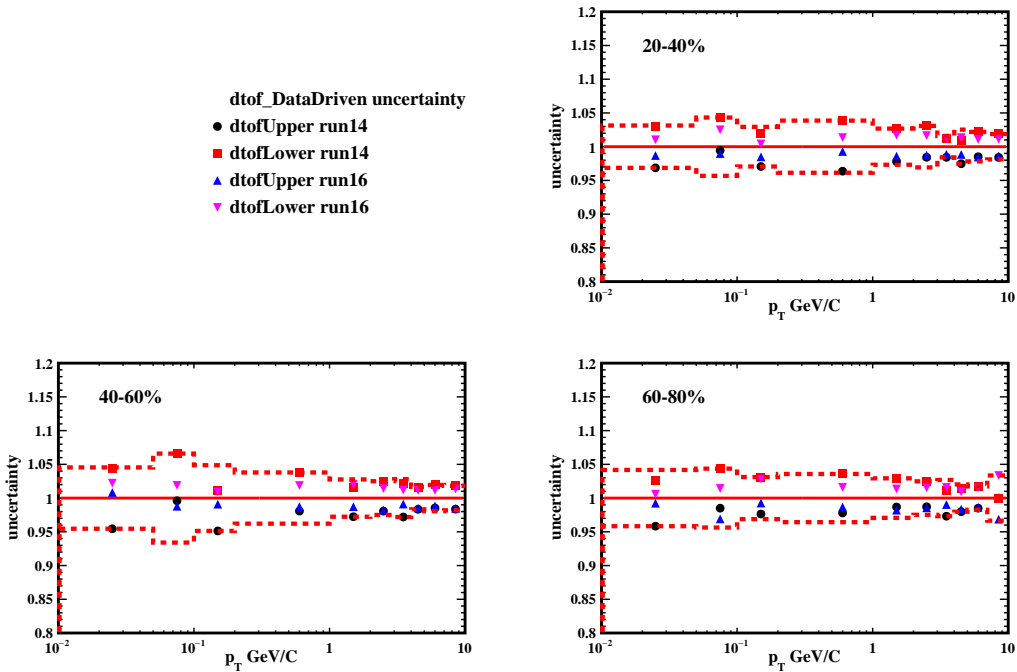 dtof_DataDriven uncertainty
dtofUpper run14
dtofLower run14
dtofUpper run16
dtofLower run16
20-40%
uncertainty
1.2
1.15
1.1
1.05
1
0.95
0.9
0.85
0.8
10⁻² 10⁻¹ 1 10
p_T GeV/C
40-60%
uncertainty
1.2
1.15
1.1
1.05
1
0.95
0.9
0.85
0.8
10⁻² 10⁻¹ 1 10
p_T GeV/C
60-80%
uncertainty
1.2
1.15
1.1
1.05
1
0.95
0.9
0.85
0.8
10⁻² 10⁻¹ 1 10
p_T GeV/C